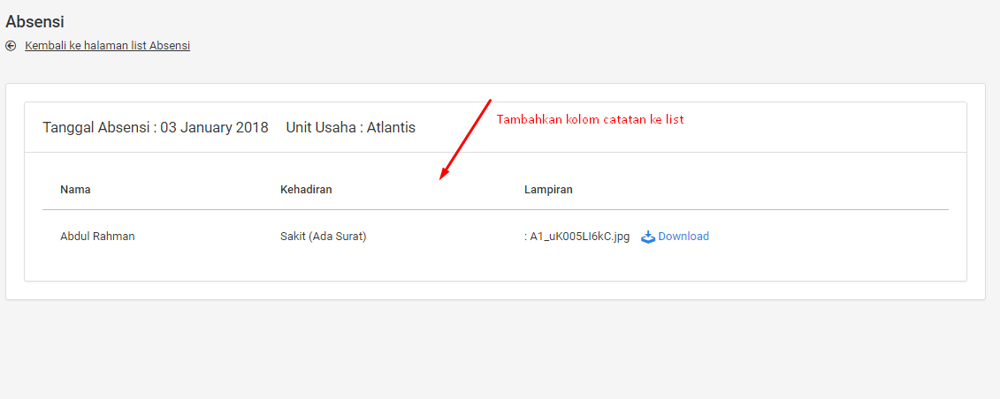 Absensi
Kembali ke halaman list Absensi
Tanggal Absensi : 03 January 2018 Unit Usaha : Atlantis
Tambahkan kolom catatan ke list
Nama Kehadiran Lampiran
Abdul Rahman Sakit (Ada Surat) : A1_uK005LI6kC.jpg Download